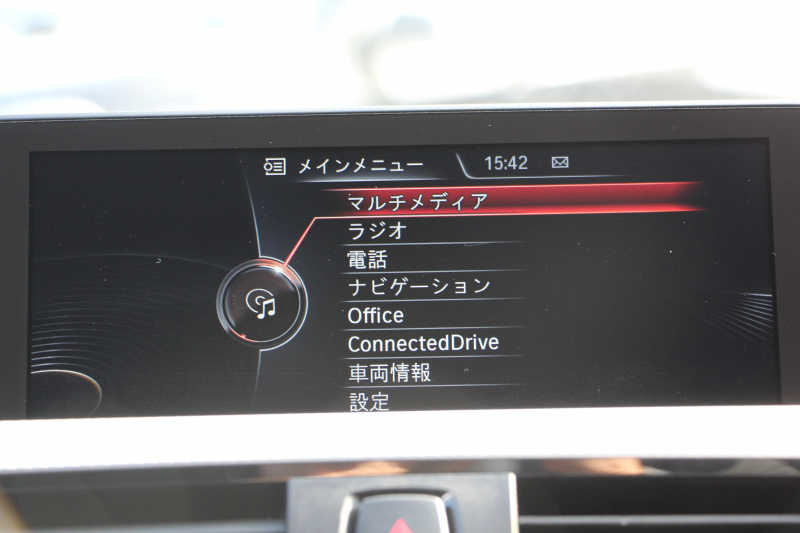 メインメニュー 15:42
マルチメディア
ラジオ
電話
ナビゲーション
Office
ConnectedDrive
車両情報
設定